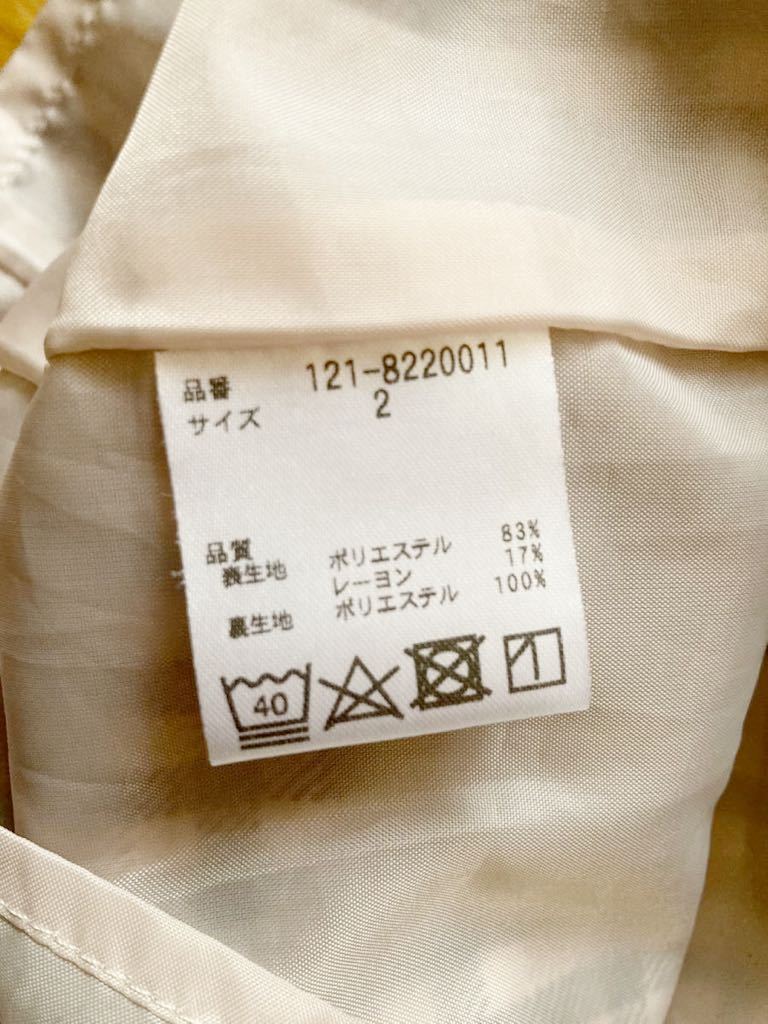 品番 121-8220011
サイズ 2
品質
表生地 ポリエステル 83%
レーヨン 17%
裏生地 ポリエステル 100%
40